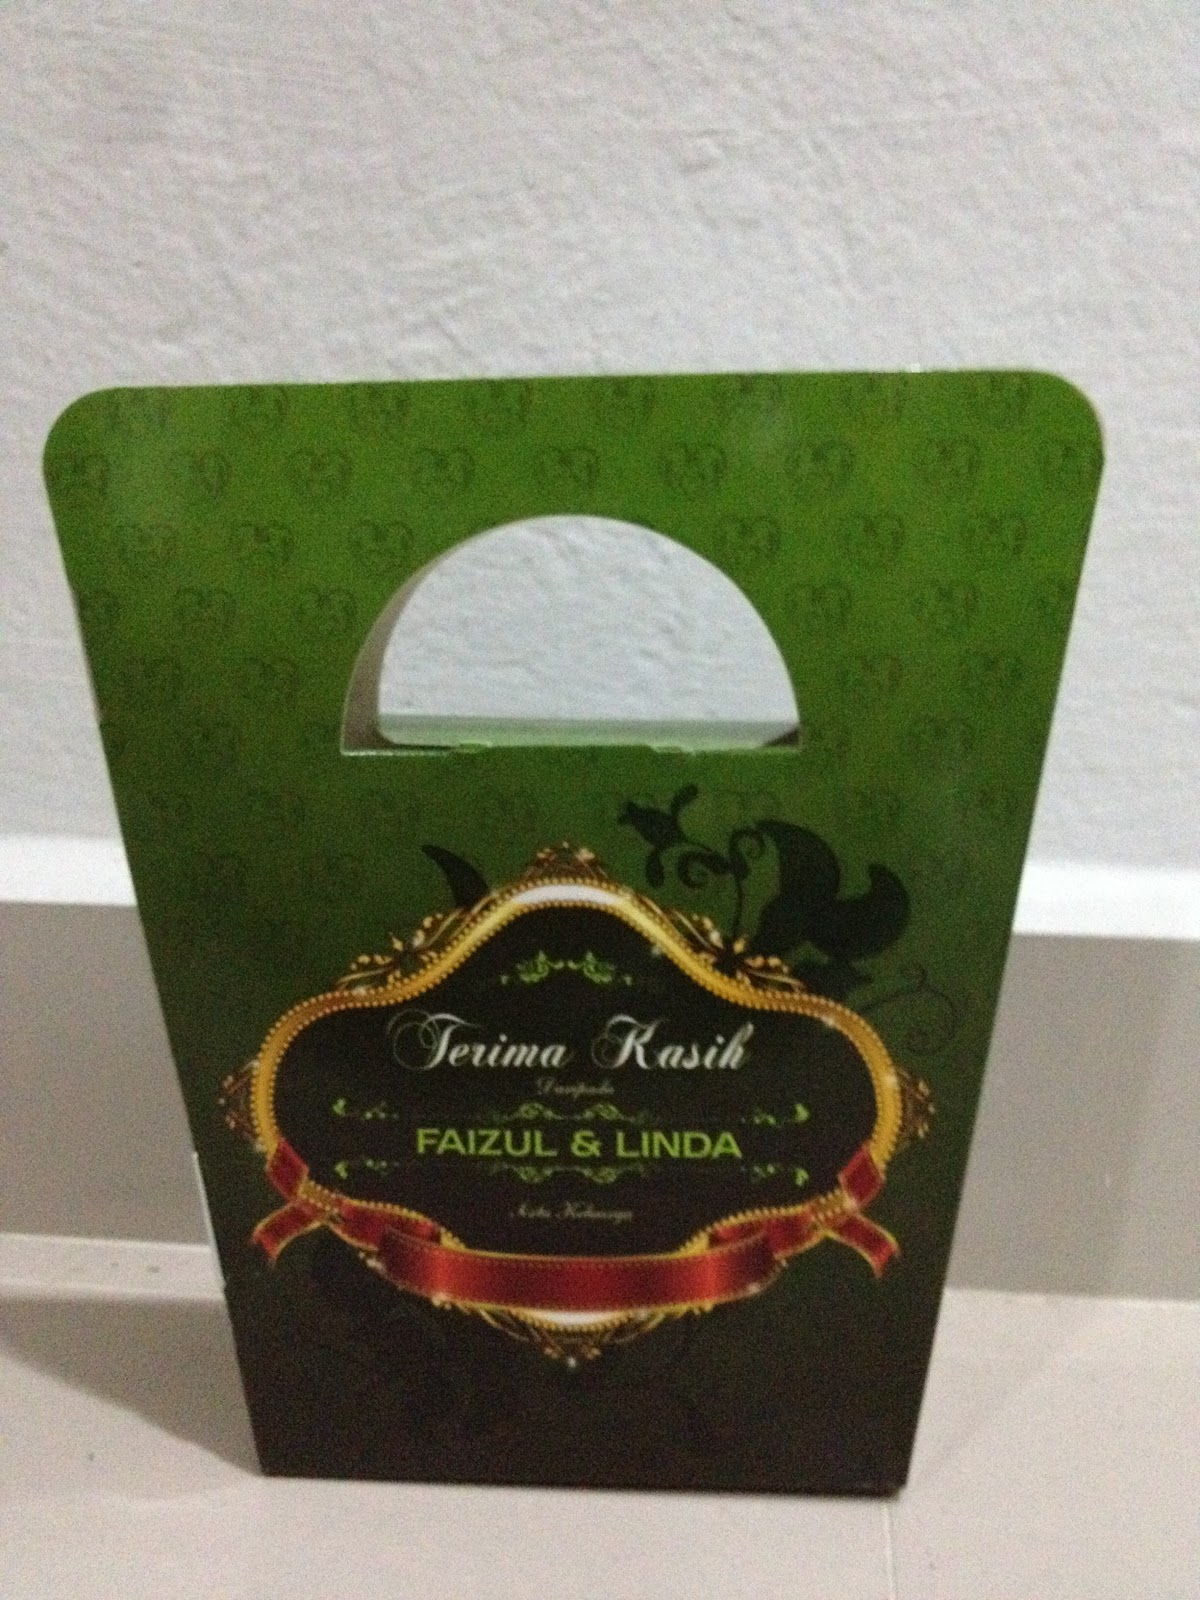 Terima Kasih
Daripada
FAIZUL & LINDA
Serta Keluarga